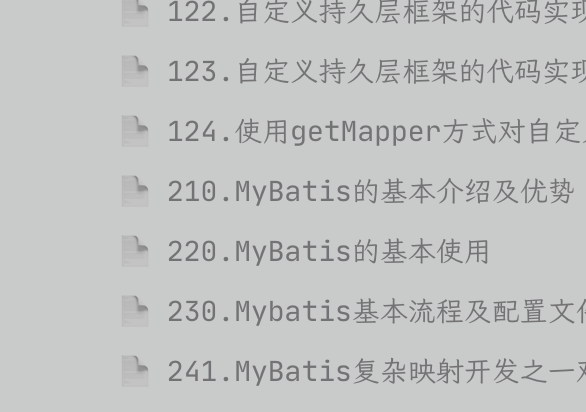 122.自定义持久层框架的代码实现
123.自定义持久层框架的代码实现
124.使用getMapper方式对自定
210.MyBatis的基本介绍及优势
220.MyBatis的基本使用
230.Mybatis基本流程及配置文件
241.MyBatis复杂映射开发之一对